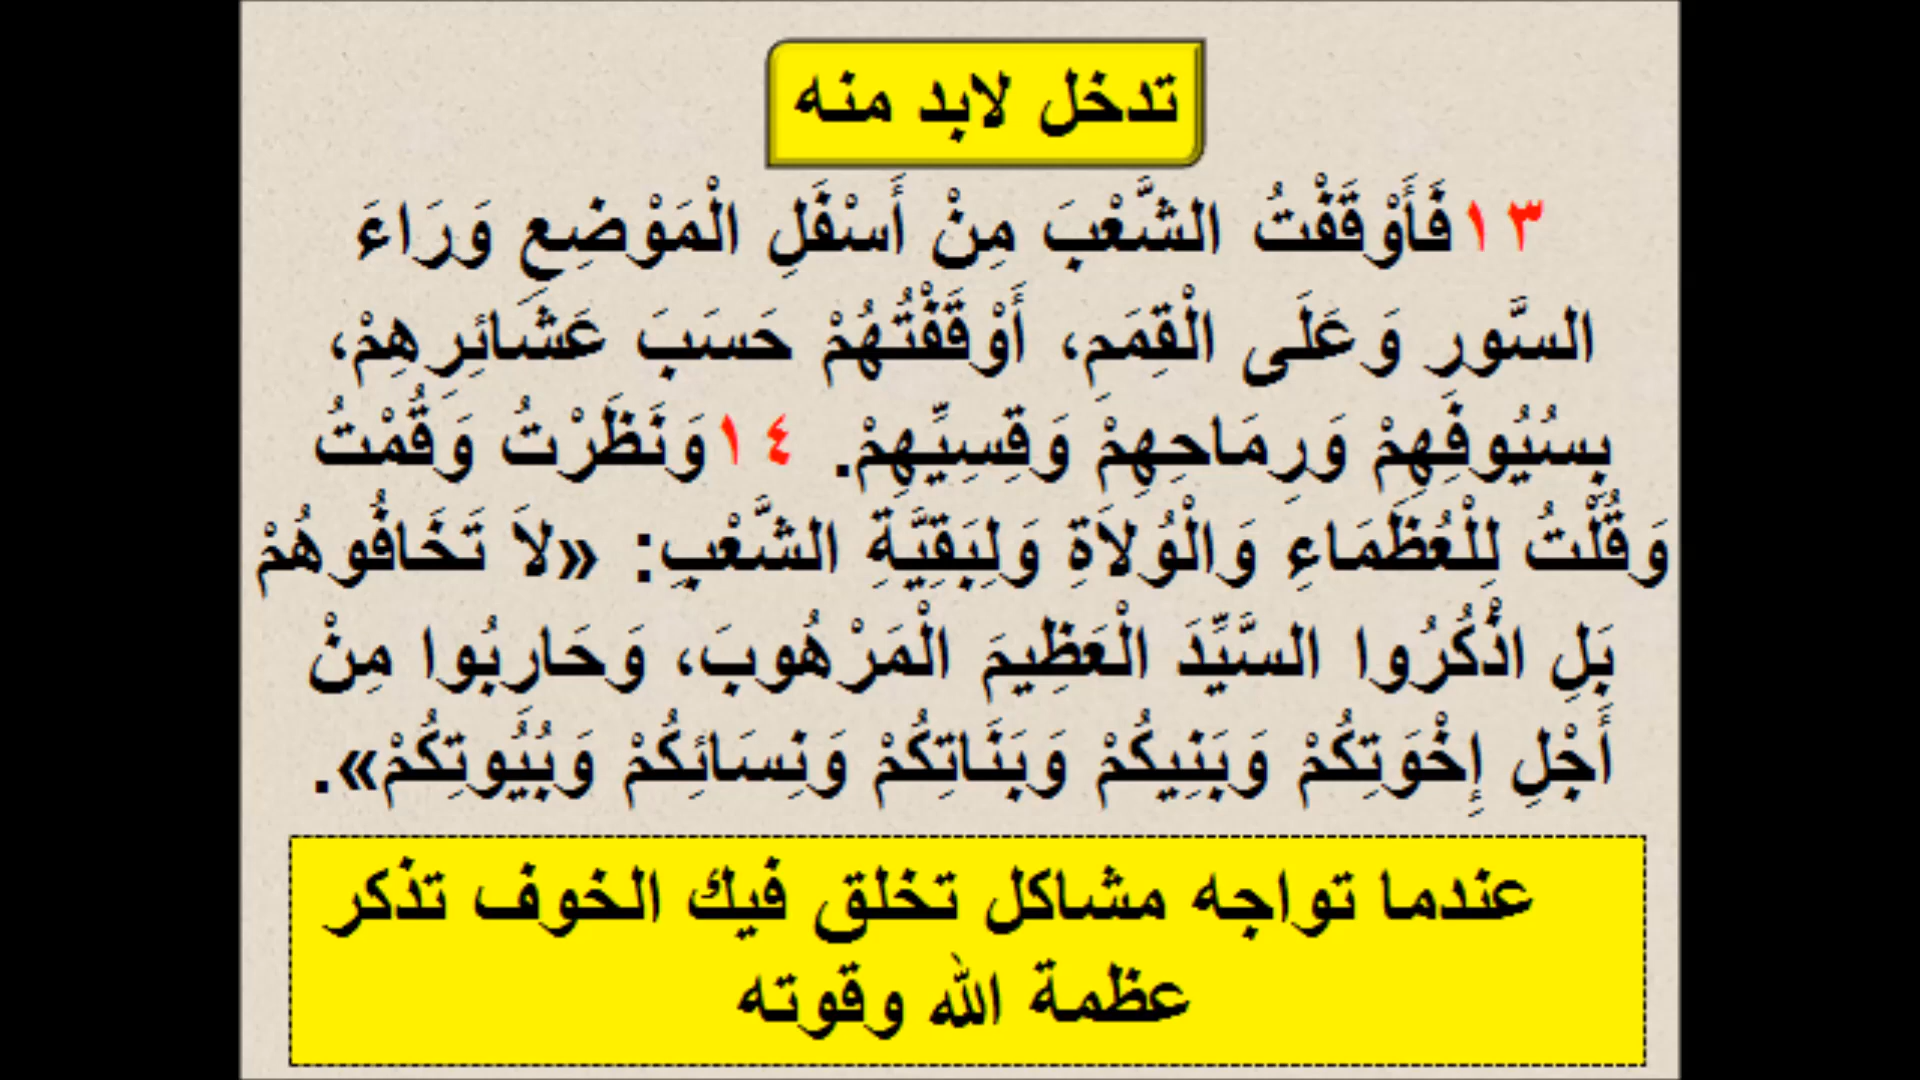 تدخل لابد منه
١٣ فَأَوْقَفْتُ الشَّعْبَ مِنْ أَسْفَلِ الْمَوْضِعِ وَرَاءَ
السُّورِ وَعَلَى الْقِمَمِ، أَوْقَفْتُهُمْ حَسَبَ عَشَائِرِهِمْ،
بِسُيُوفِهِمْ وَرِمَاحِهِمْ وَقِسِيِّهِمْ. ١٤ وَنَظَرْتُ وَقُمْتُ
وَقُلْتُ لِلْعُظَمَاءِ وَالْوُلاَةِ وَلِبَقِيَّةِ الشَّعْبِ: «لاَ تَخَافُوهُمْ
بَلِ اذْكُرُوا السَّيِّدَ الْعَظِيمَ الْمَرْهُوبَ، وَحَارِبُوا مِنْ
أَجْلِ إِخْوَتِكُمْ وَبَنِيكُمْ وَبَنَاتِكُمْ وَنِسَائِكُمْ وَبُيُوتِكُمْ».
عندما تواجه مشاكل تخلق فيك الخوف تذكر
عظمة الله وقوته